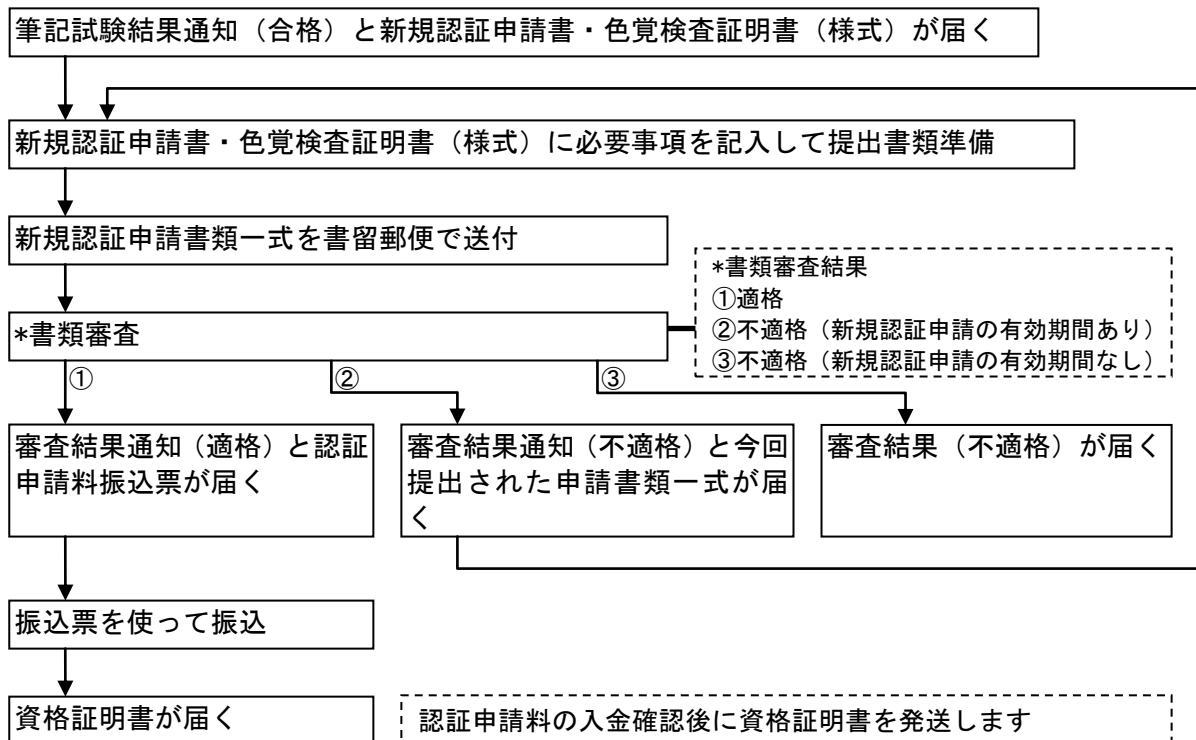 筆記試験結果通知（合格）と新規認証申請書・色覚検査証明書（様式）が届く
新規認証申請書・色覚検査証明書（様式）に必要事項を記入して提出書類準備
新規認証申請書類一式を書留郵便で送付
*書類審査結果
①適格
②不適格（新規認証申請の有効期間あり）
③不適格（新規認証申請の有効期間なし）
*書類審査
①
②
③
審査結果通知（適格）と認証
申請料振込票が届く
審査結果通知（不適格）と今回
提出された申請書類一式が届
く
審査結果（不適格）が届く
振込票を使って振込
資格証明書が届く
認証申請料の入金確認後に資格証明書を発送します